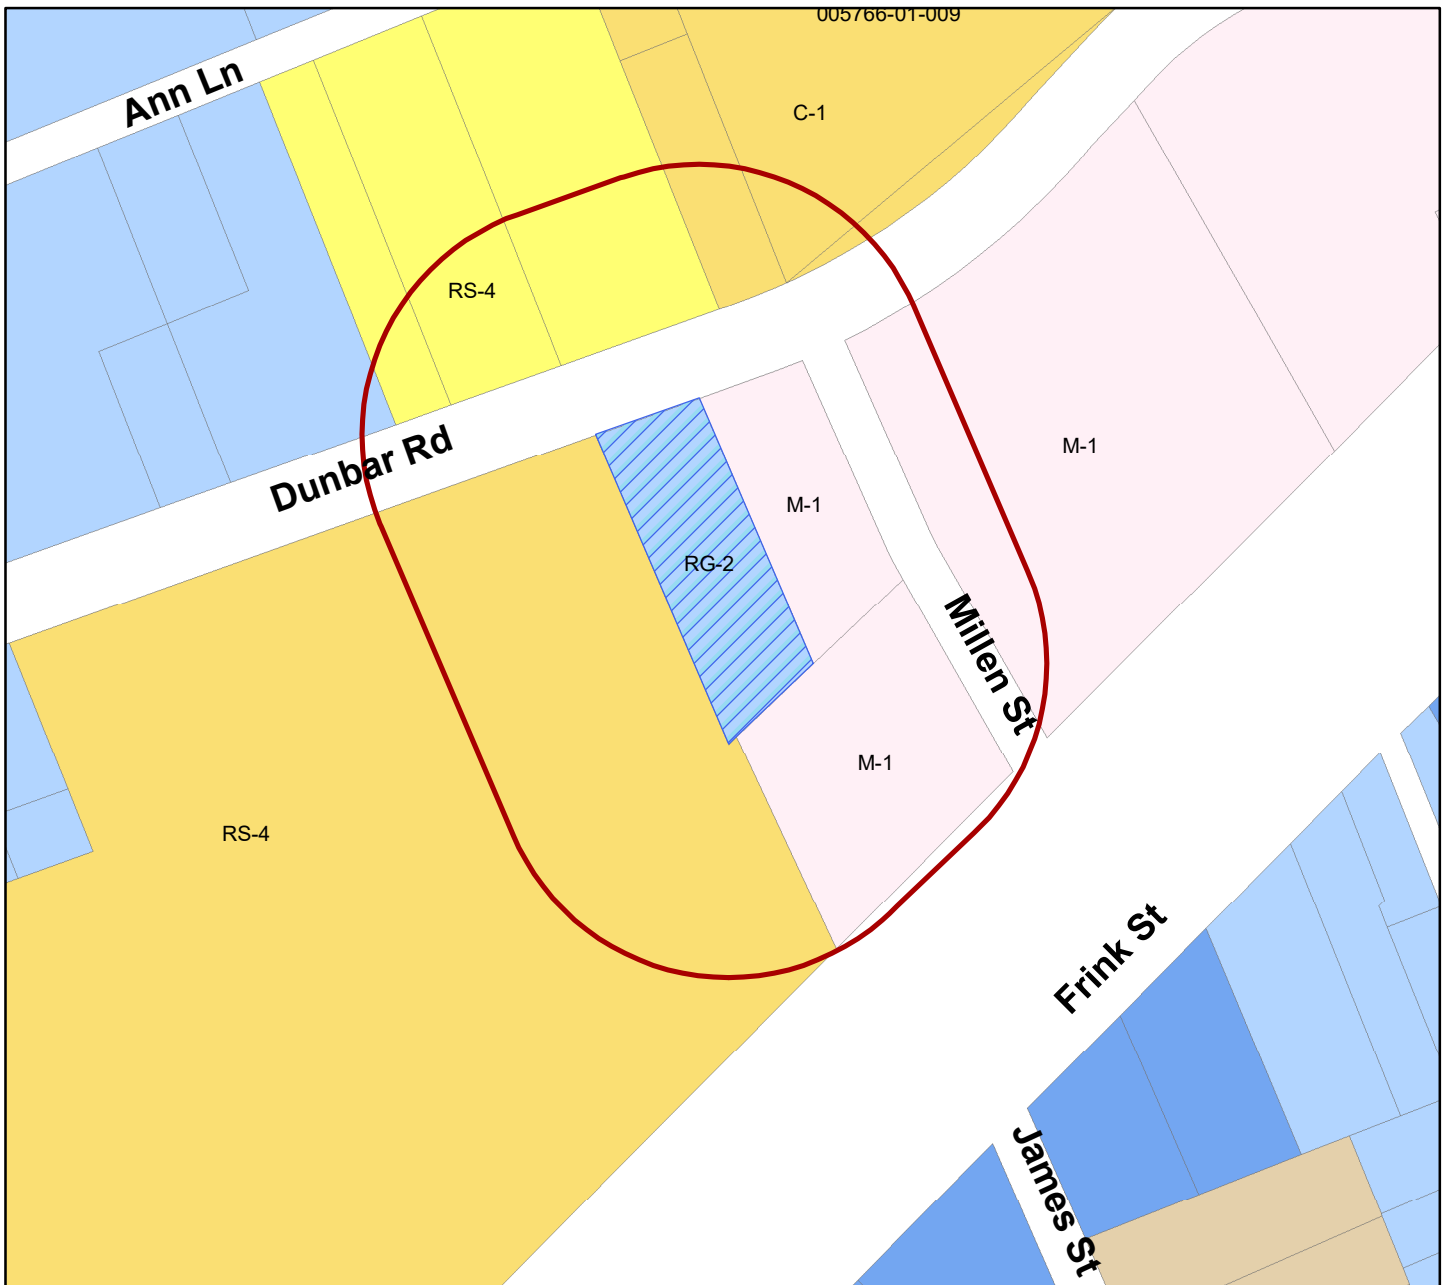 005766-01-009
Ann Ln
C-1
RS-4
Dunbar Rd
M-1
M-1
RG-2
Millen St
M-1
RS-4
Frink St
James St